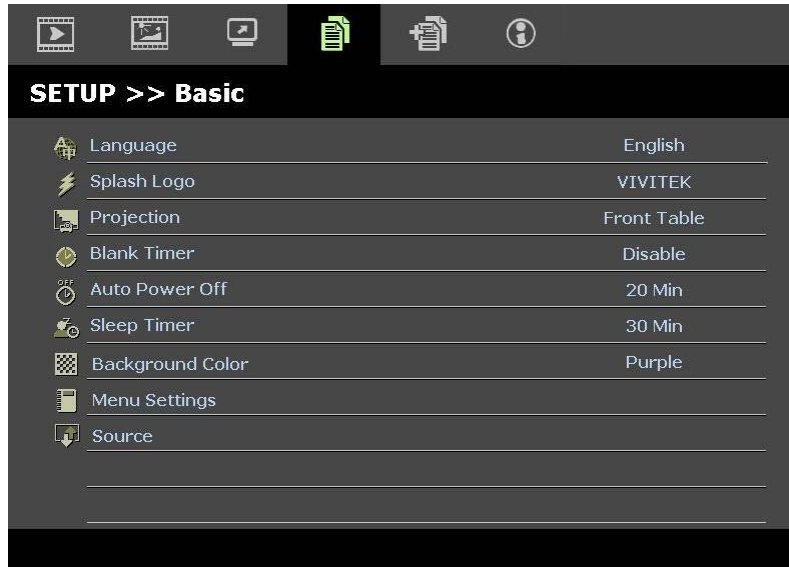 SETUP >> Basic
Language English
Splash Logo VIVITEK
Projection Front Table
Blank Timer Disable
OFF
Auto Power Off 20 Min
Sleep Timer 30 Min
Background Color Purple
Menu Settings
Source